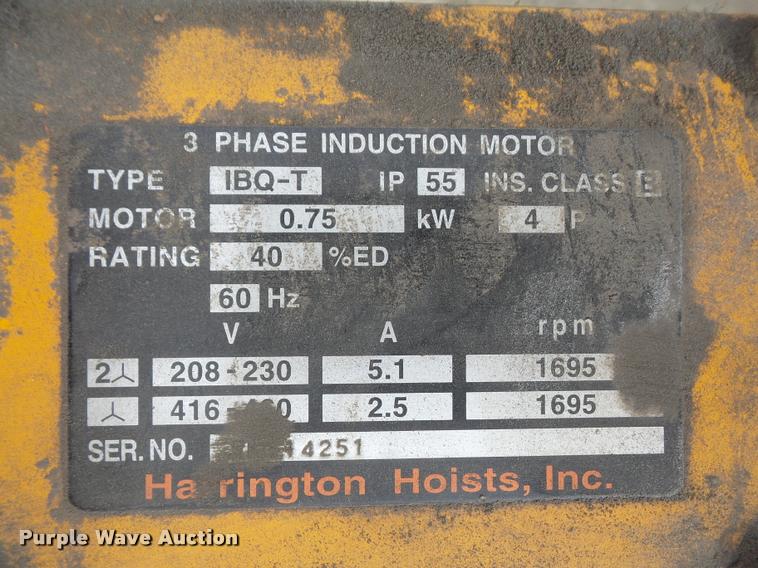 3 PHASE INDUCTION MOTOR
TYPE IBQ-T IP 55 INS. CLASS
MOTOR 0.75 kW 4 P
RATING 40 %ED
60 Hz
V A rpm
2 208-230 5.1 1695
2.5 1695
SER. NO.
Harrington Hoists, Inc.
Purple Wave Auction